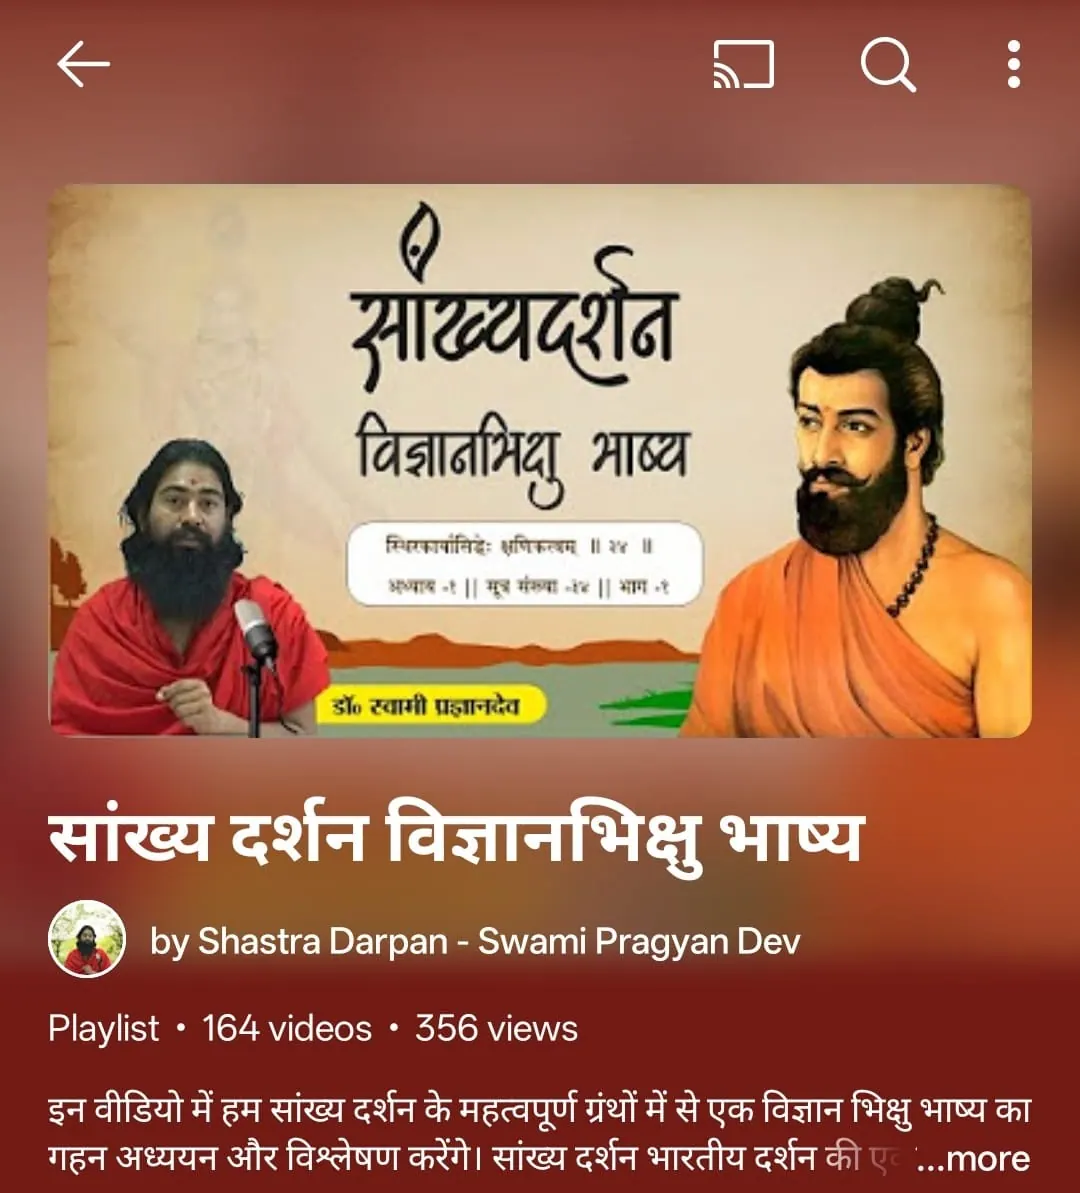 सांख्यदर्शन
विज्ञानभिक्षु भाष्य
स्थिरकार्यासिद्धेः क्षणिकत्वम् ॥ ३४ ॥
अध्याय -१ || सूत्र संख्या -३४ || भाग -१
डॉ० स्वामी प्रज्ञानदेव
सांख्य दर्शन विज्ञानभिक्षु भाष्य
by Shastra Darpan - Swami Pragyan Dev
Playlist • 164 videos • 356 views
इन वीडियो में हम सांख्य दर्शन के महत्वपूर्ण ग्रंथों में से एक विज्ञान भिक्षु भाष्य का
गहन अध्ययन और विश्लेषण करेंगे। सांख्य दर्शन भारतीय दर्शन की ...more